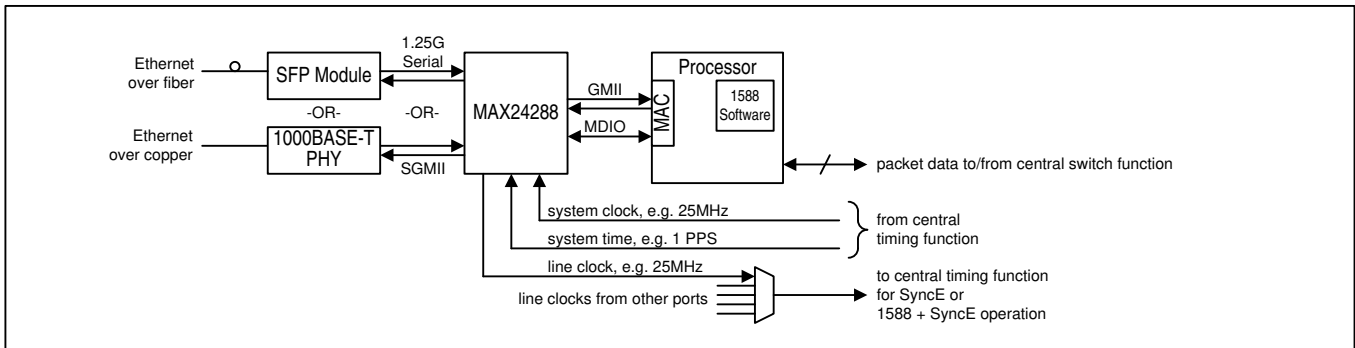 1.25G
Serial
Ethernet
over fiber
SFP Module
-OR-
-OR-
Ethernet
over copper
1000BASE-T
PHY
SGMII
MAX24288
GMII
MDIO
Processor
MAC
1588
Software
packet data to/from central switch function
system clock, e.g. 25MHz
system time, e.g. 1 PPS
from central
timing function
line clock, e.g. 25MHz
line clocks from other ports
to central timing function
for SyncE or
1588 + SyncE operation